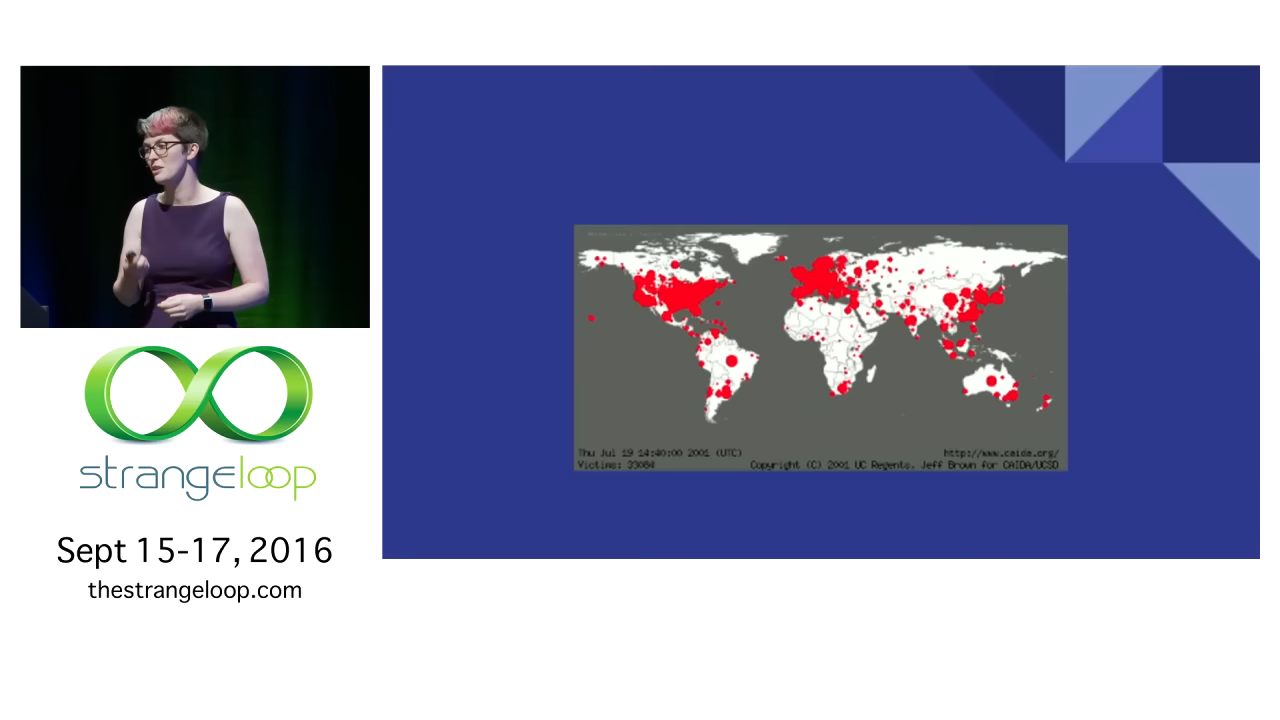 strangeloop
Sept 15-17, 2016
thestrangeloop.com
Thu Jul 19 14:40:00 2001 (UTC)
http://www.caida.org/
Copyright (C) 2001 UC Regents, Jeff Brown for CAIDA/UCSD
Victims: